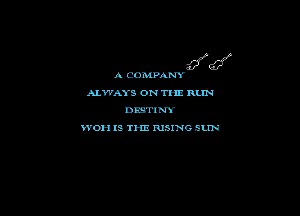 A COMPANY
ALWAYS ON THE RUN
DESTINY
WOH IS THE RISING SUN